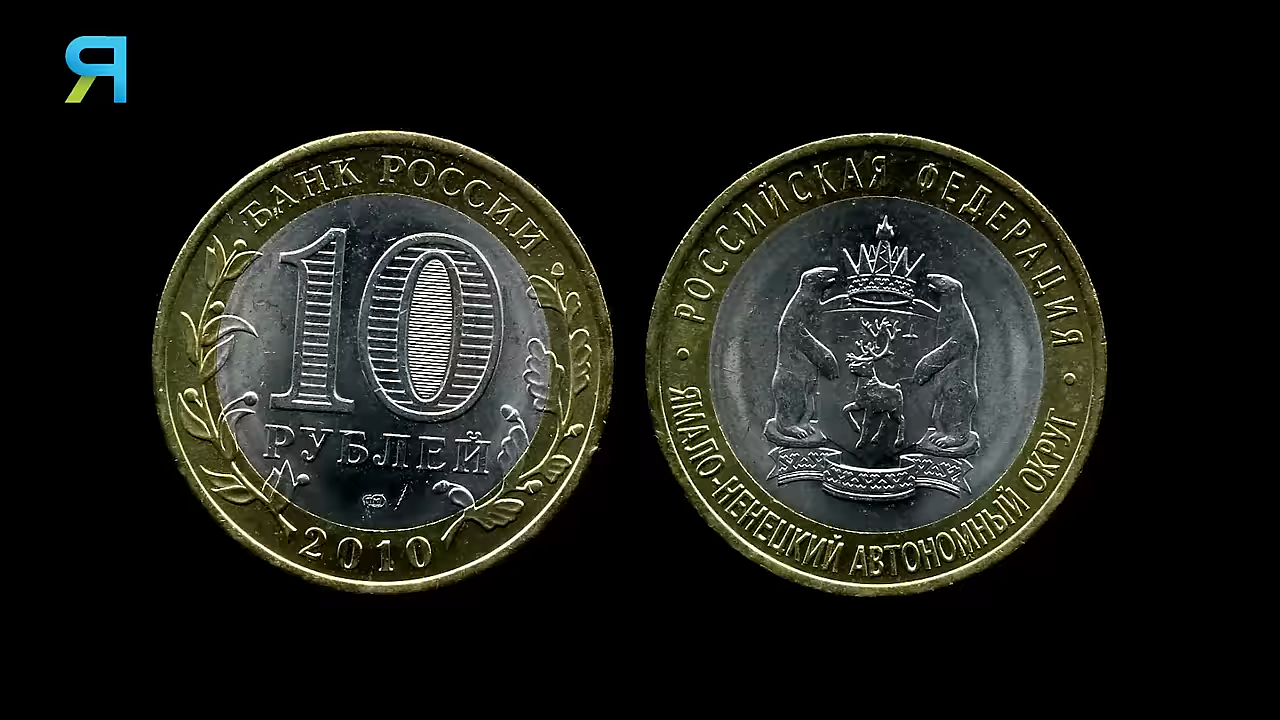 Я
БАНК РОССИИ
10
РУБЛЕЙ
2010
РОССИЙСКАЯ ФЕДЕРАЦИЯ
ЯМАЛО-НЕНЕЦКИЙ АВТОНОМНЫЙ ОКРУГ